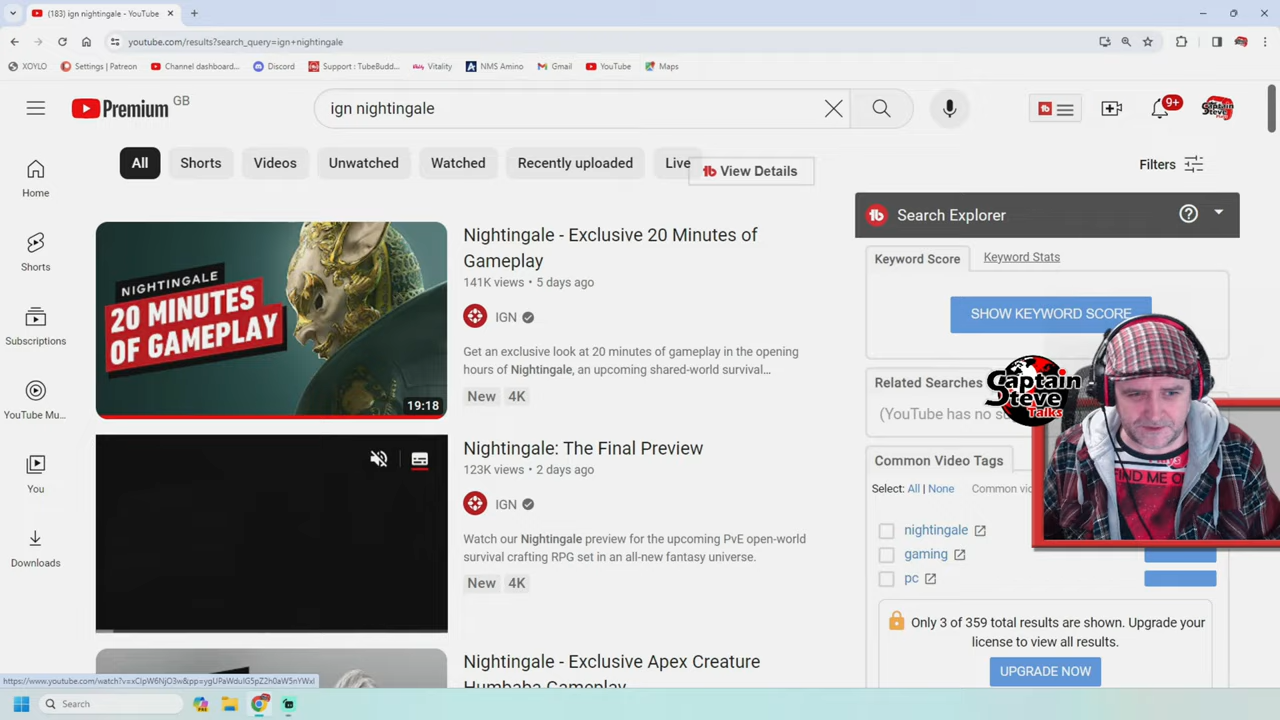 (183) ign nightingale - YouTube
youtube.com/results?search_query=ign+nightingale
XOYLO
Settings | Patreon
Channel dashboard...
Discord
Support : TubeBudd...
Vitality
NMS Amino
Gmail
YouTube
Maps
Premium GB
ign nightingale
9+
Captain Steve
All
Shorts
Videos
Unwatched
Watched
Recently uploaded
Live
View Details
Filters
Home
Shorts
Subscriptions
YouTube Mu...
You
Downloads
NIGHTINGALE
20 MINUTES
OF GAMEPLAY
19:18
Nightingale - Exclusive 20 Minutes of
Gameplay
141K views • 5 days ago
IGN
Get an exclusive look at 20 minutes of gameplay in the opening
hours of Nightingale, an upcoming shared-world survival...
New 4K
Nightingale: The Final Preview
123K views • 2 days ago
IGN
Watch our Nightingale preview for the upcoming PvE open-world
survival crafting RPG set in an all-new fantasy universe.
New 4K
Nightingale - Exclusive Apex Creature
Humbaba Gameplay
Search Explorer
Keyword Score
Keyword Stats
SHOW KEYWORD SCORE
Related Searches
(YouTube has no
Common Video Tags
Select: All | None
Common
nightingale
gaming
pc
Only 3 of 359 total results are shown. Upgrade your
license to view all results.
UPGRADE NOW
Captain
Steve
Talks
FIND ME
Search